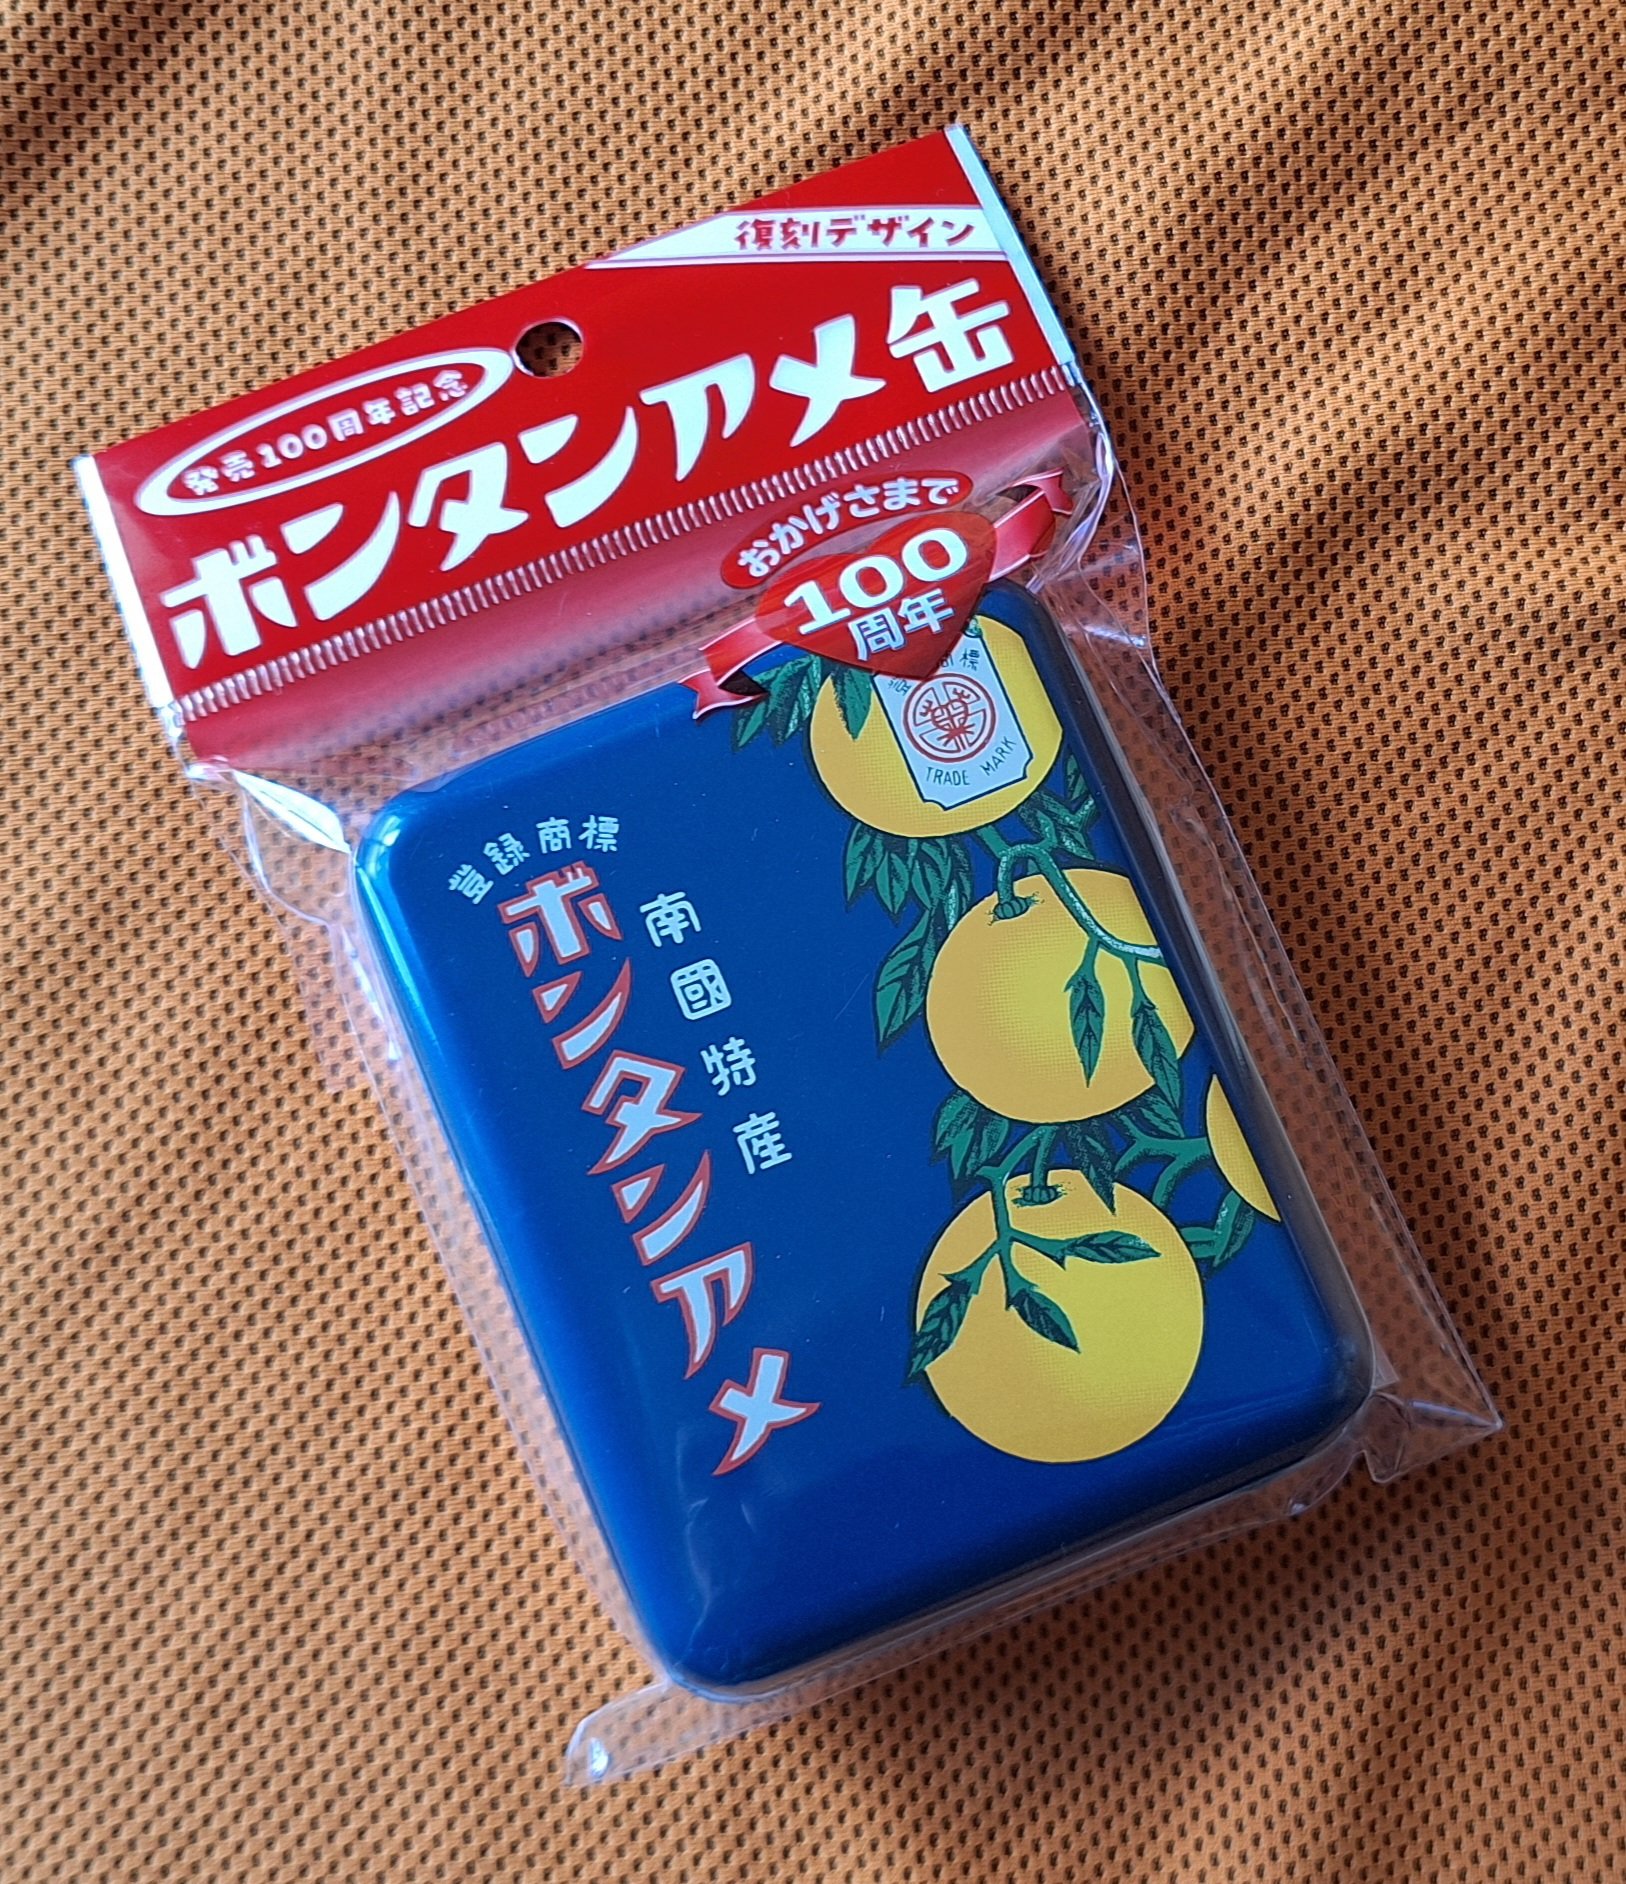 復刻デザイン
発売100周年記念
ボンタンアメ缶
おかげさまで
100
周年
商標
TRADE MARK
登録商標
南國特産
ボンタンアメ